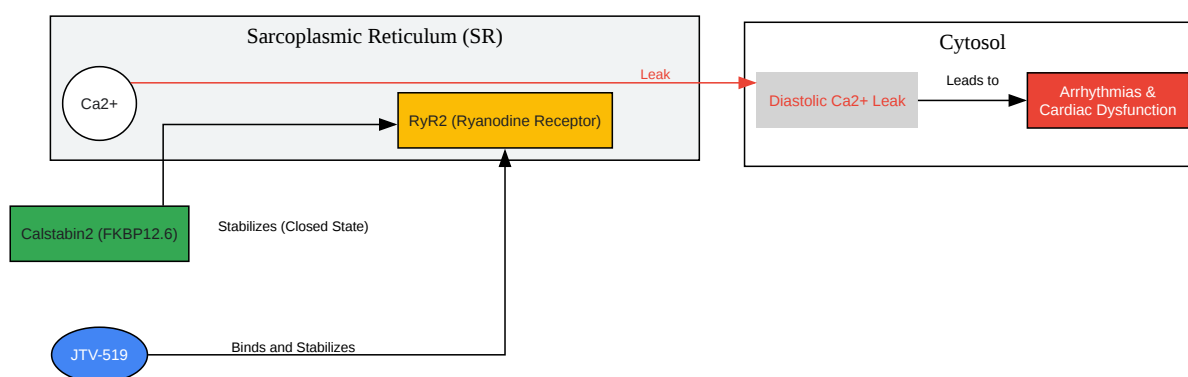 Sarcoplasmic Reticulum (SR)
Cytosol
Ca2+
Leak
Diastolic Ca2+ Leak
Leads to
Arrhythmias &
Cardiac Dysfunction
RyR2 (Ryanodine Receptor)
Calstabin2 (FKBP12.6)
Stabilizes (Closed State)
JTV-519
Binds and Stabilizes